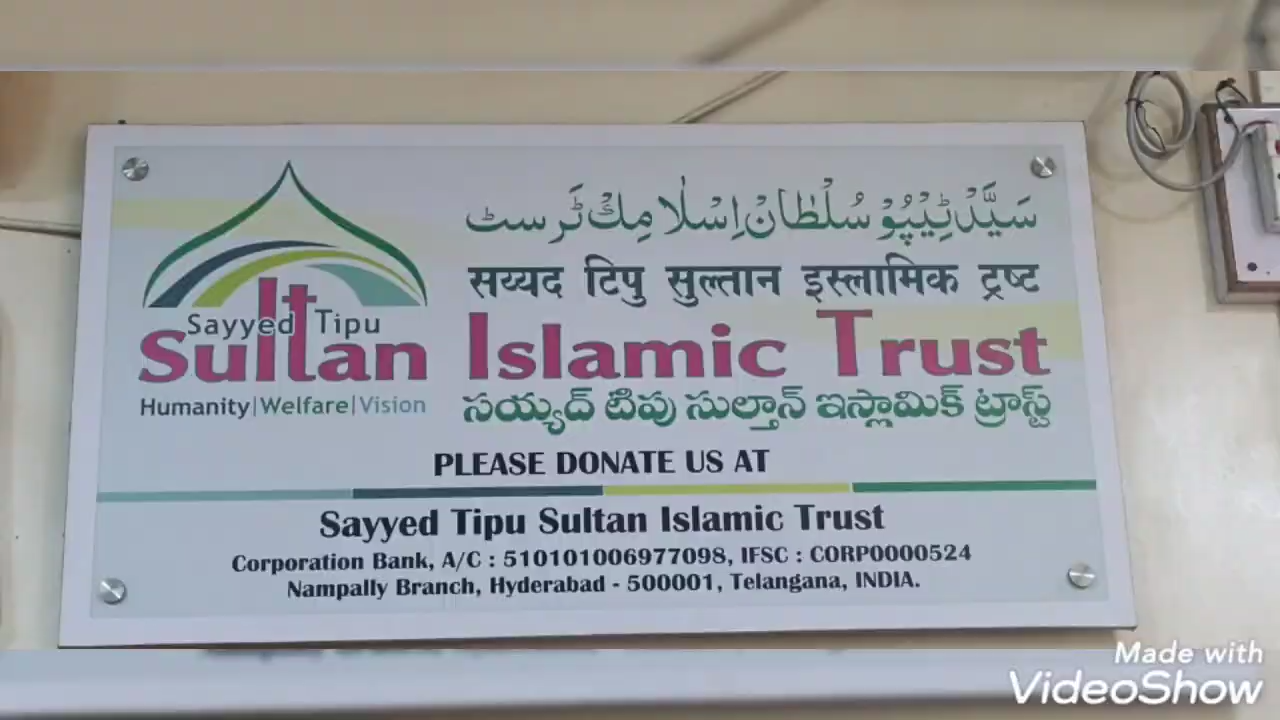 سَیَّد ٹِیپُو سُلْطَان اِسْلَامِک ٹَرسٹ
सय्यद टिपु सुल्तान इस्लामिक ट्रष्ट
Sayyed Tipu
Sultan Islamic Trust
Humanity|Welfare|Vision
సయ్యద్ టిపు సుల్తాన్ ఇస్లామిక్ ట్రాస్ట్
PLEASE DONATE US AT
Sayyed Tipu Sultan Islamic Trust
Corporation Bank, A/C : 510101006977098, IFSC : CORP0000524
Nampally Branch, Hyderabad - 500001, Telangana, INDIA.
Made with
VideoShow